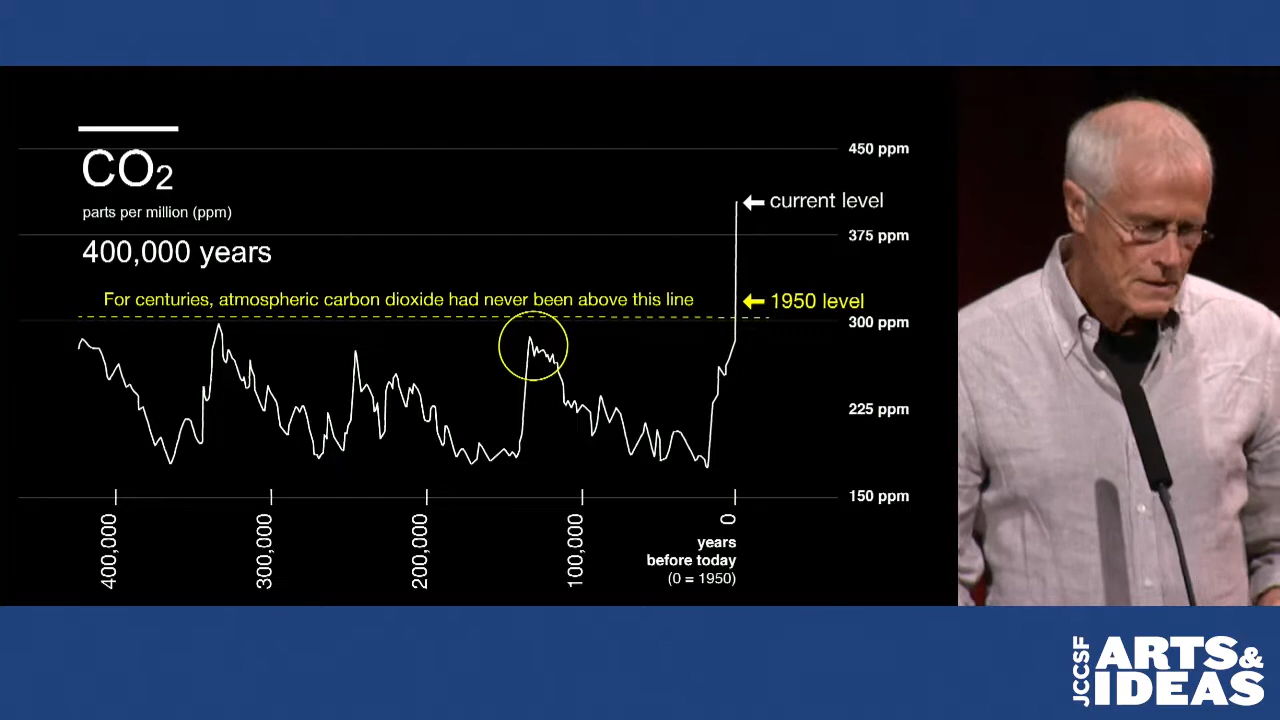 CO₂
parts per million (ppm)
400,000 years
For centuries, atmospheric carbon dioxide had never been above this line
450 ppm
current level
375 ppm
1950 level
300 ppm
225 ppm
150 ppm
400,000
300,000
200,000
100,000
0
years
before today
(0 = 1950)
JCCSF
ARTS&
IDEAS